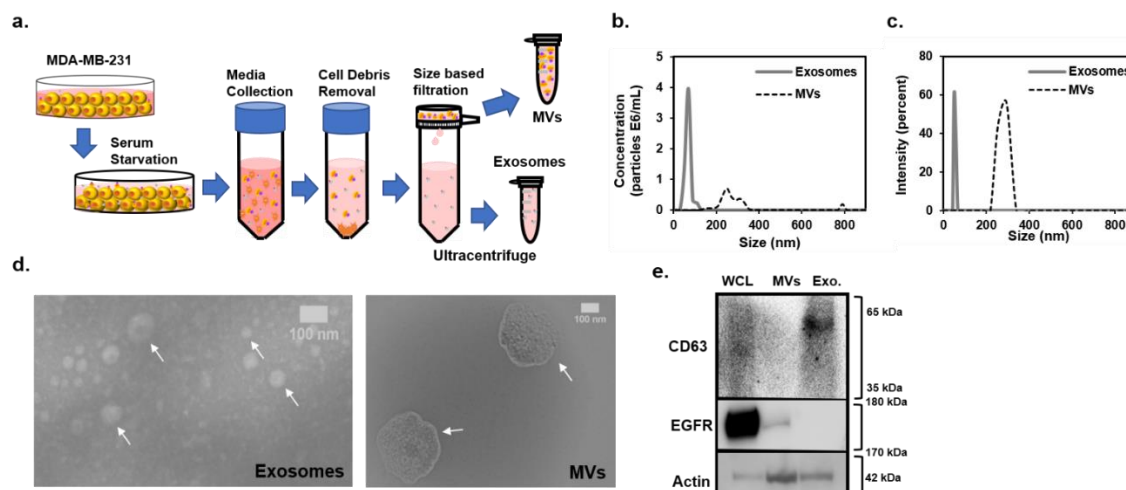 a.
MDA-MB-231
Serum
Starvation
Media
Collection
Cell Debris
Removal
Size based
filtration
MVs
Exosomes
Ultracentrifuge
b.
Concentration
(particles E6/mL)
5
4
3
2
1
0
0 200 400 600 800
Size (nm)
Exosomes
MVs
c.
Intensity (percent)
80
60
40
20
0
0 200 400 600 800
Size (nm)
Exosomes
MVs
d.
100 nm
Exosomes
100 nm
MVs
e.
WCL MVs Exo.
CD63
65 kDa
35 kDa
EGFR
180 kDa
170 kDa
Actin
42 kDa